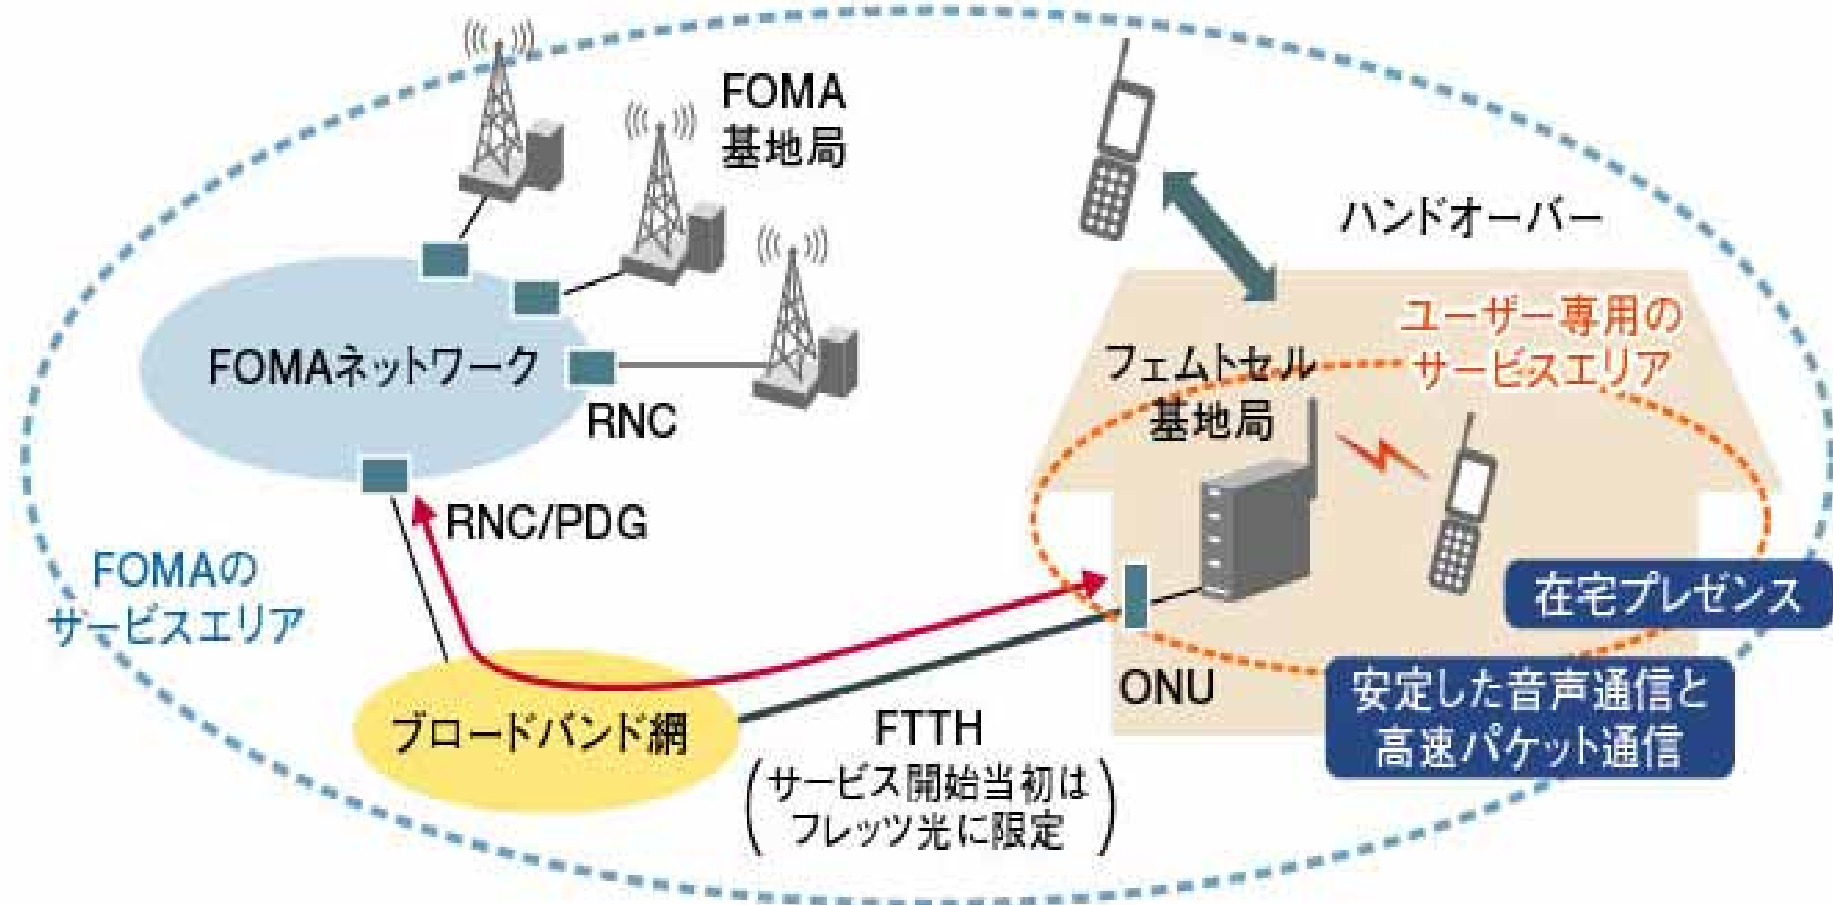 FOMA
基地局
ハンドオーバー
ユーザー専用の
サービスエリア
FOMAネットワーク
フェムトセル
基地局
RNC
RNC/PDG
FOMAの
サービスエリア
在宅プレゼンス
ONU
安定した音声通信と
高速パケット通信
ブロードバンド網
FTTH
(サービス開始当初は
フレッツ光に限定)